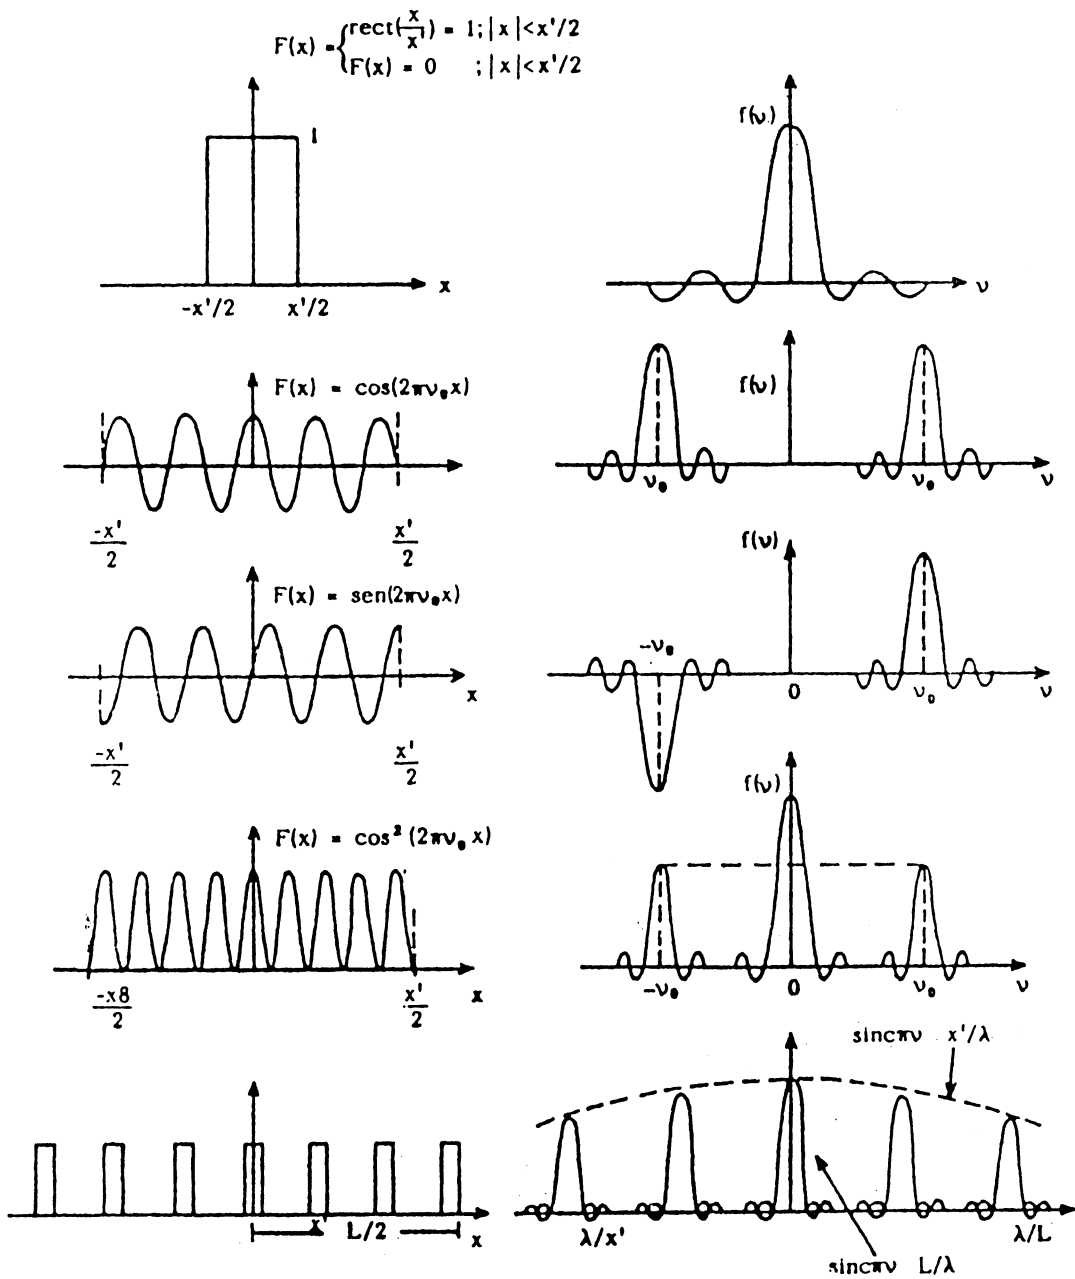 F(x) = { rect(x/x') = 1; |x| < x'/2
F(x) = 0 ; |x| < x'/2
1
-x'/2 x'/2 x
f(ν)
ν
F(x) = cos(2πν₀x)
-x'/2 x'/2
f(ν)
ν₀ ν₀ ν
F(x) = sen(2πν₀x)
-x'/2 x'/2 x
f(ν)
-ν₀ 0 ν₀ ν
F(x) = cos² (2πν₀ x)
-x8/2 x'/2 x
f(ν)
-ν₀ 0 ν₀ ν
x' L/2 x
sincπν x'/λ
λ/x' λ/L
sincπν L/λ